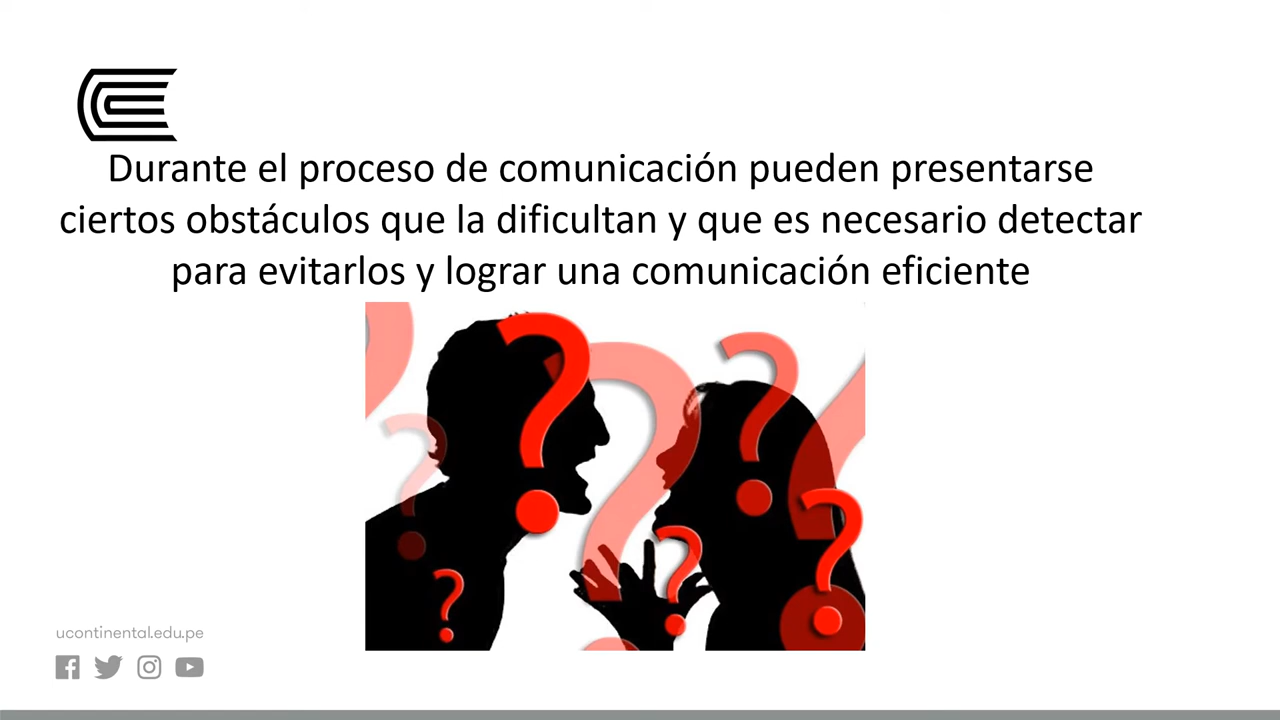 Durante el proceso de comunicación pueden presentarse
ciertos obstáculos que la dificultan y que es necesario detectar
para evitarlos y lograr una comunicación eficiente
ucontinental.edu.pe